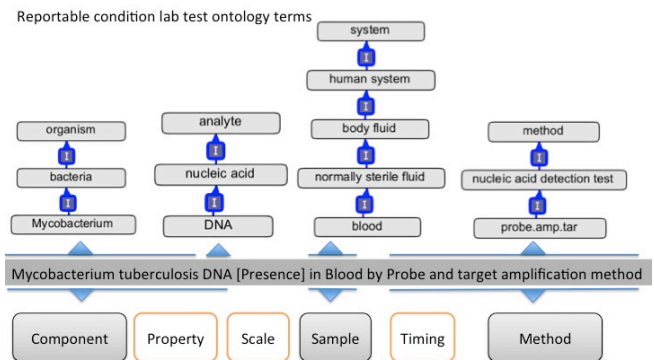 Reportable condition lab test ontology terms
system
I
human system
I
organism
analyte
body fluid
method
I
I
I
I
bacteria
nucleic acid
normally sterile fluid
nucleic acid detection test
I
I
I
I
Mycobacterium
DNA
blood
probe.amp.tar
Mycobacterium tuberculosis DNA [Presence] in Blood by Probe and target amplification method
Component
Property
Scale
Sample
Timing
Method